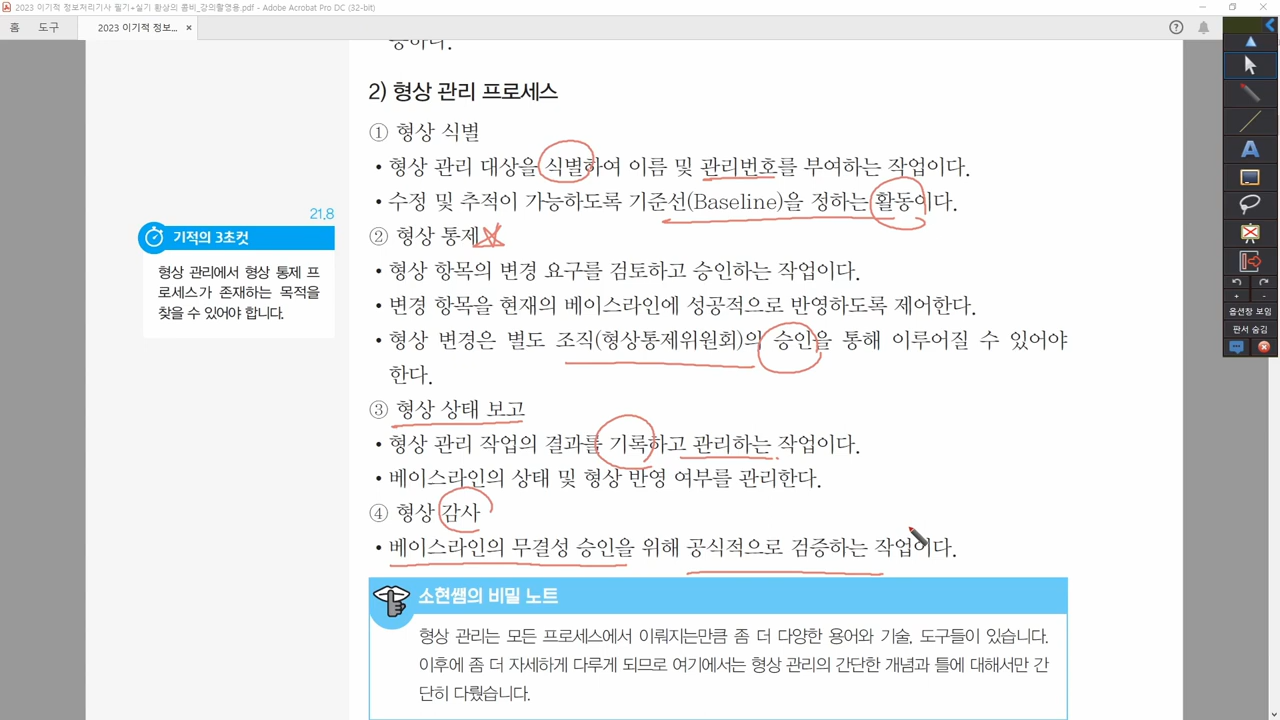 2023 이기적 정보처리기사 필기+실기 환상의 콤비_강의촬영용.pdf - Adobe Acrobat Pro DC (32-bit)
홈 도구 2023 이기적 정보... ×
2) 형상 관리 프로세스
① 형상 식별
• 형상 관리 대상을 식별하여 이름 및 관리번호를 부여하는 작업이다.
• 수정 및 추적이 가능하도록 기준선(Baseline)을 정하는 활동이다.
21.8
기적의 3초컷
형상 관리에서 형상 통제 프
로세스가 존재하는 목적을
찾을 수 있어야 합니다.
② 형상 통제
• 형상 항목의 변경 요구를 검토하고 승인하는 작업이다.
• 변경 항목을 현재의 베이스라인에 성공적으로 반영하도록 제어한다.
• 형상 변경은 별도 조직(형상통제위원회)의 승인을 통해 이루어질 수 있어야
한다.
③ 형상 상태 보고
• 형상 관리 작업의 결과를 기록하고 관리하는 작업이다.
• 베이스라인의 상태 및 형상 반영 여부를 관리한다.
④ 형상 감사
• 베이스라인의 무결성 승인을 위해 공식적으로 검증하는 작업이다.
소현쌤의 비밀 노트
형상 관리는 모든 프로세스에서 이뤄지는만큼 좀 더 다양한 용어와 기술, 도구들이 있습니다.
이후에 좀 더 자세하게 다루게 되므로 여기에서는 형상 관리의 간단한 개념과 틀에 대해서만 간
단히 다뤘습니다.
A
+ -
옵션창 보임
판서 숨김